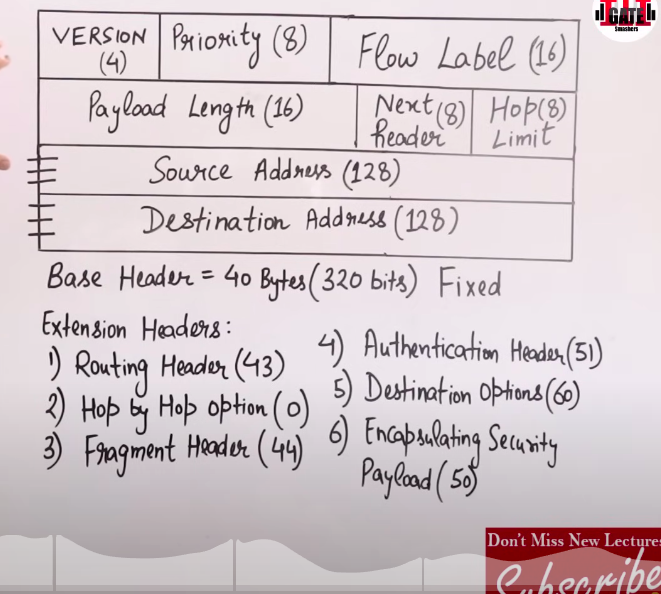 GATE
Smashers
VERSION (4)
Priority (8)
Flow Label (16)
Payload Length (16)
Next header (8)
Hop (8) Limit
Source Address (128)
Destination Address (128)
Base Header = 40 Bytes (320 bits) Fixed
Extension Headers:
1) Routing Header (43)
2) Hop by Hop option (0)
3) Fragment Header (44)
4) Authentication Header (51)
5) Destination Options (60)
6) Encapsulating Security
Payload (50)
Don't Miss New Lectures
Subscribe